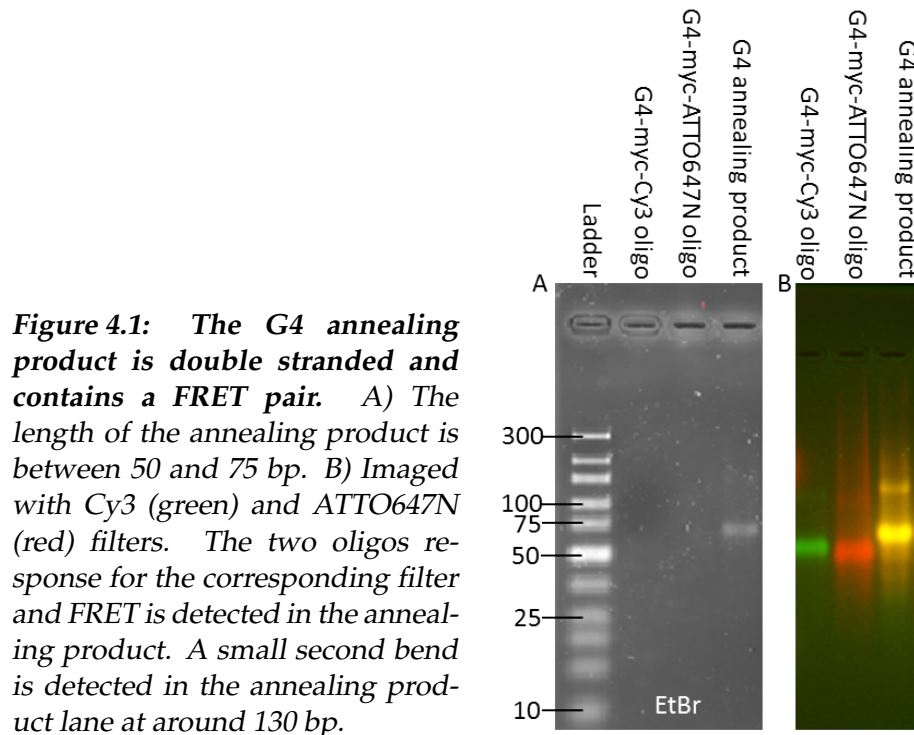 Figure 4.1: The G4 annealing
product is double stranded and
contains a FRET pair. A) The
length of the annealing product is
between 50 and 75 bp. B) Imaged
with Cy3 (green) and ATTO647N
(red) filters. The two oligos re-
sponse for the corresponding filter
and FRET is detected in the anneal-
ing product. A small second bend
is detected in the annealing prod-
uct lane at around 130 bp.
A
Ladder
G4-myc-Cy3 oligo
G4-myc-ATTO647N oligo
G4 annealing product
300
100
75
50
25
10
EtBr
B
G4-myc-Cy3 oligo
G4-myc-ATTO647N oligo
G4 annealing product